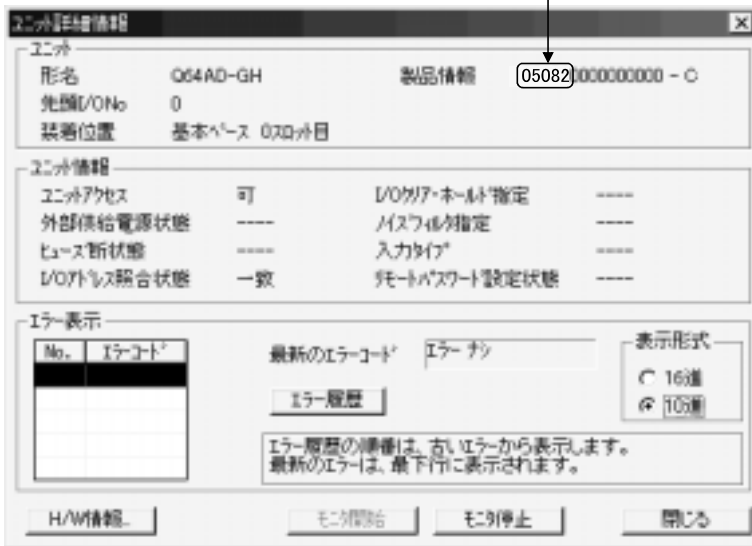 ユニット詳細情報
ユニット
形名 Q64AD-GH 製品情報 050820000000000 - C
先頭I/ONo 0
装着位置 基本ベース 0スロット目
ユニット情報
ユニットアクセス 可 I/Oクリア・ホールド指定 ----
外部供給電源状態 ---- ノイズフィルタ指定 ----
ヒューズ断状態 ---- 入力タイプ ----
I/Oアドレス照合状態 一致 リモートパスワード設定状態 ----
エラー表示
No. エラーコード
最新のエラーコード エラー ナシ
表示形式
16進
10進
エラー履歴
エラー履歴の順番は、古いエラーから表示します。
最新のエラーは、最下行に表示されます。
H/W情報... モニタ開始 モニタ停止 閉じる